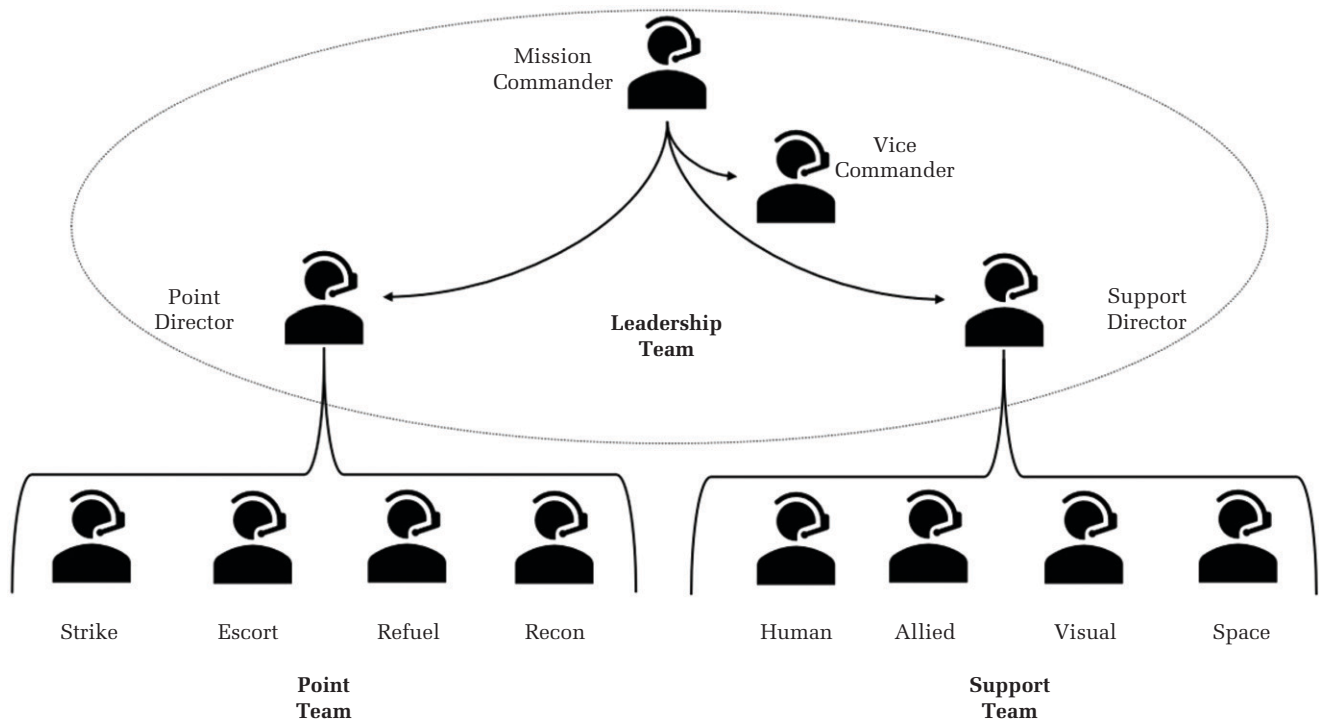 Mission
Commander
Vice
Commander
Point
Director
Leadership
Team
Support
Director
Strike
Escort
Refuel
Recon
Human
Allied
Visual
Space
Point
Team
Support
Team